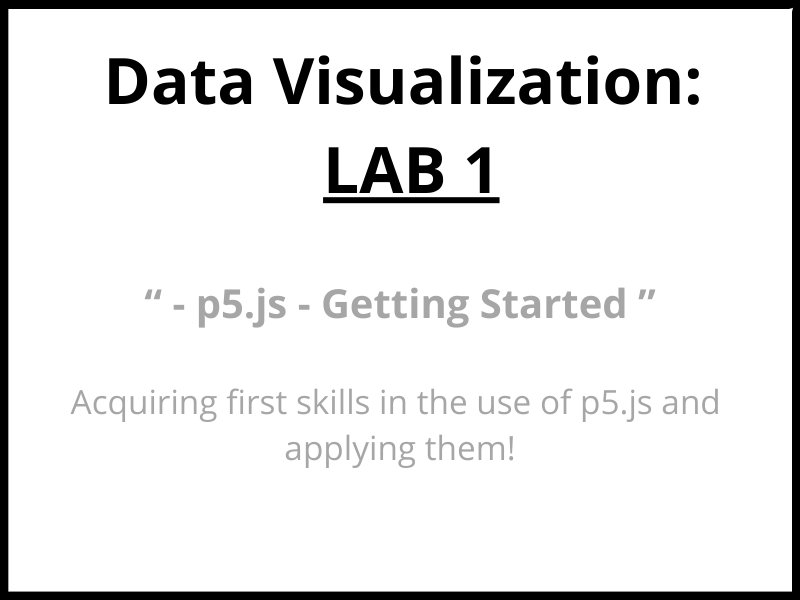 Data Visualization:
LAB 1
“ - p5.js - Getting Started ”
Acquiring first skills in the use of p5.js and
applying them!